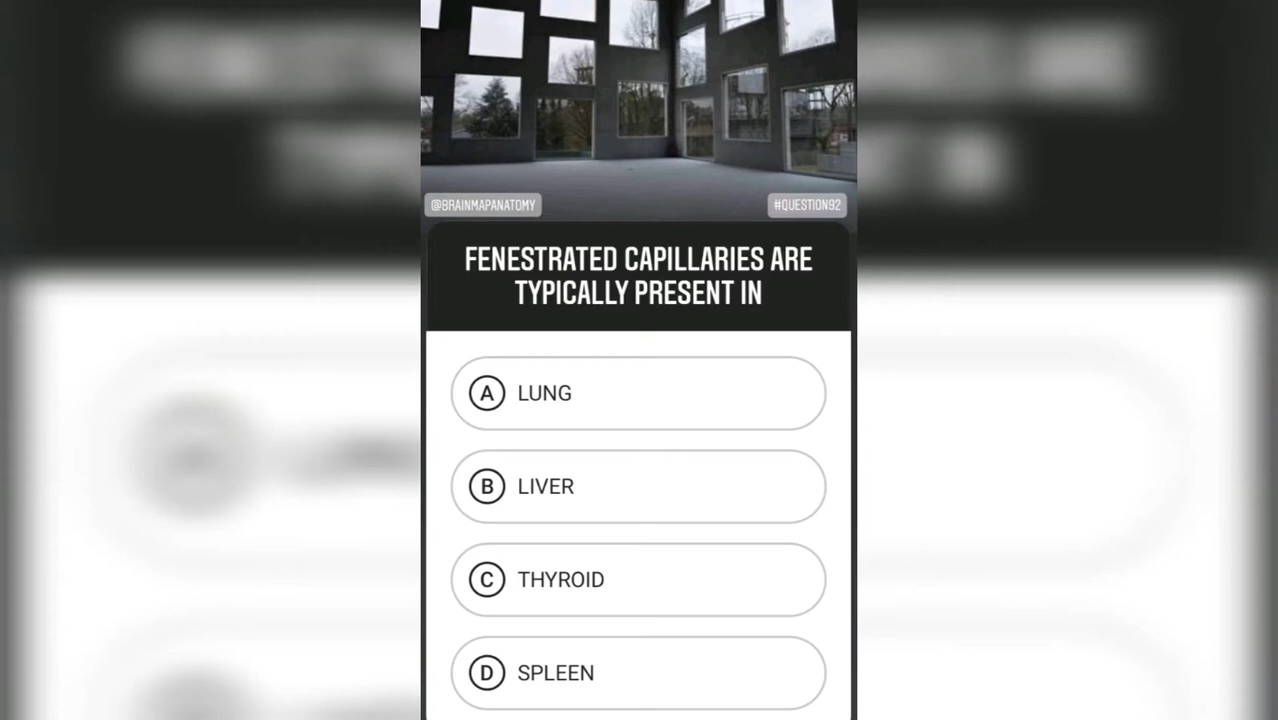 @BRAINMAPANATOMY
#QUESTION92
FENESTRATED CAPILLARIES ARE
TYPICALLY PRESENT IN
A LUNG
B LIVER
C THYROID
D SPLEEN